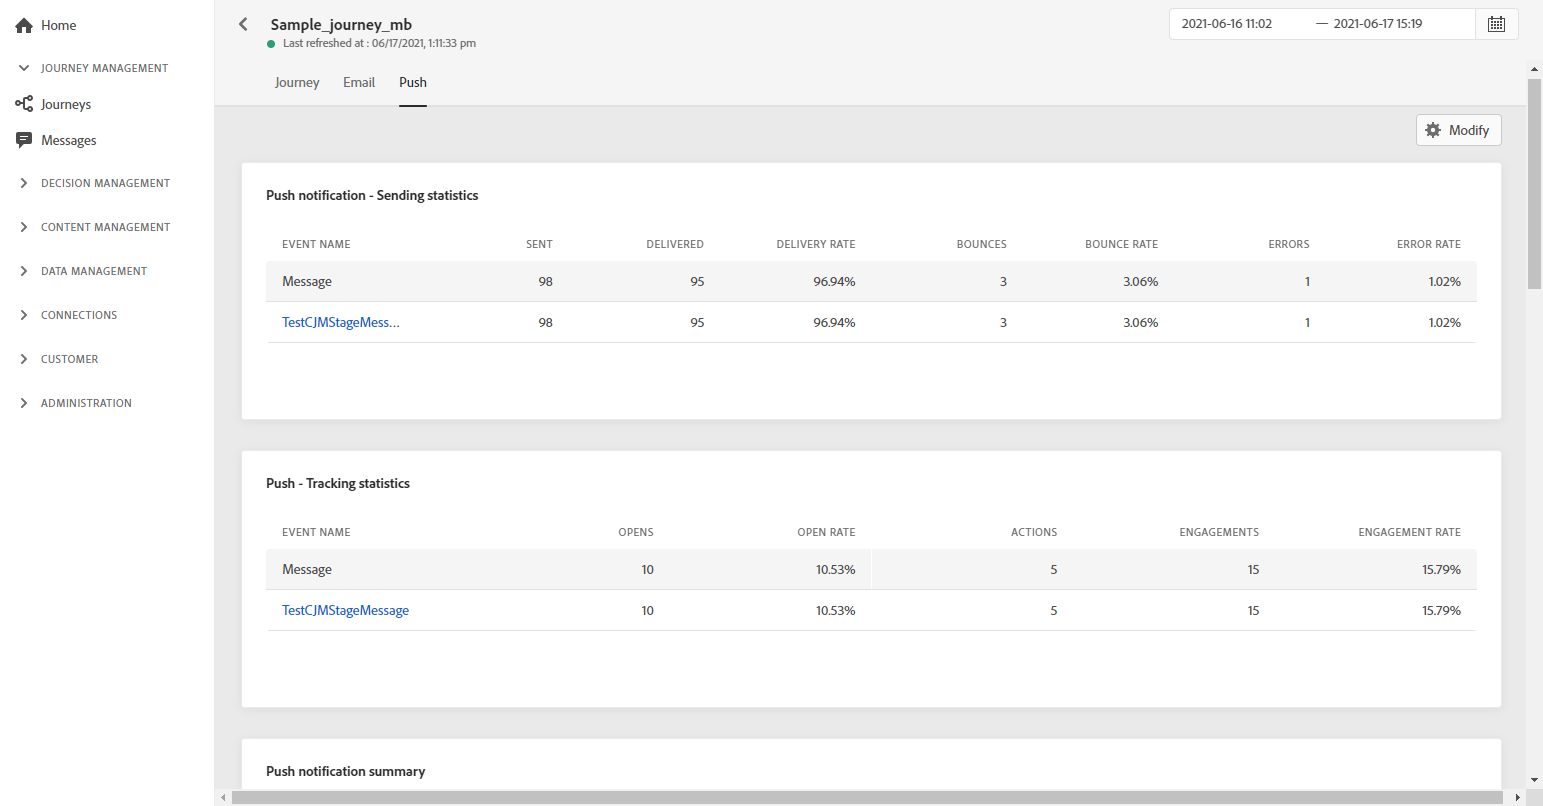 Home
JOURNEY MANAGEMENT
Journeys
Messages
DECISION MANAGEMENT
CONTENT MANAGEMENT
DATA MANAGEMENT
CONNECTIONS
CUSTOMER
ADMINISTRATION
Sample_journey_mb
Last refreshed at : 06/17/2021, 1:11:33 pm
2021-06-16 11:02 — 2021-06-17 15:19
Journey Email Push
Modify
Push notification - Sending statistics
EVENT NAME SENT DELIVERED DELIVERY RATE BOUNCES BOUNCE RATE ERRORS ERROR RATE
Message 98 95 96.94% 3 3.06% 1 1.02%
TestCJMStageMess... 98 95 96.94% 3 3.06% 1 1.02%
Push - Tracking statistics
EVENT NAME OPENS OPEN RATE ACTIONS ENGAGEMENTS ENGAGEMENT RATE
Message 10 10.53% 5 15 15.79%
TestCJMStageMessage 10 10.53% 5 15 15.79%
Push notification summary